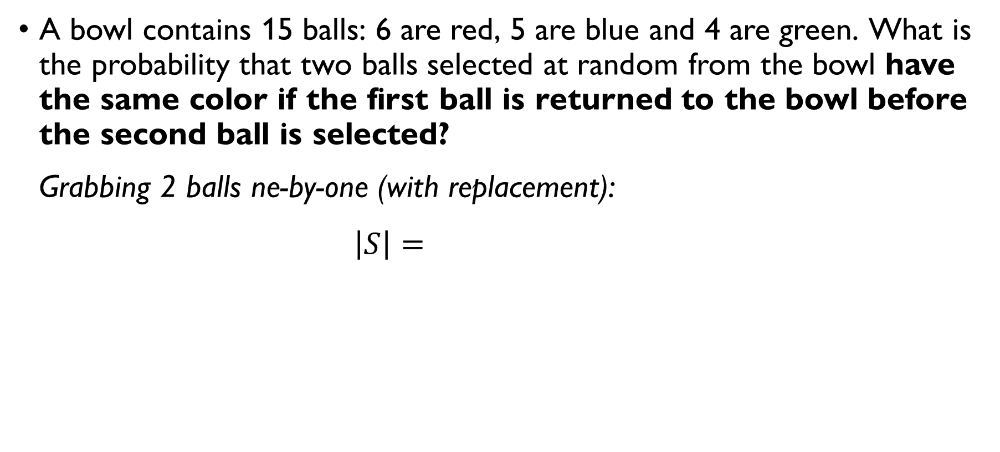 • A bowl contains 15 balls: 6 are red, 5 are blue and 4 are green. What is
the probability that two balls selected at random from the bowl have
the same color if the first ball is returned to the bowl before
the second ball is selected?
Grabbing 2 balls ne-by-one (with replacement):
|S| =